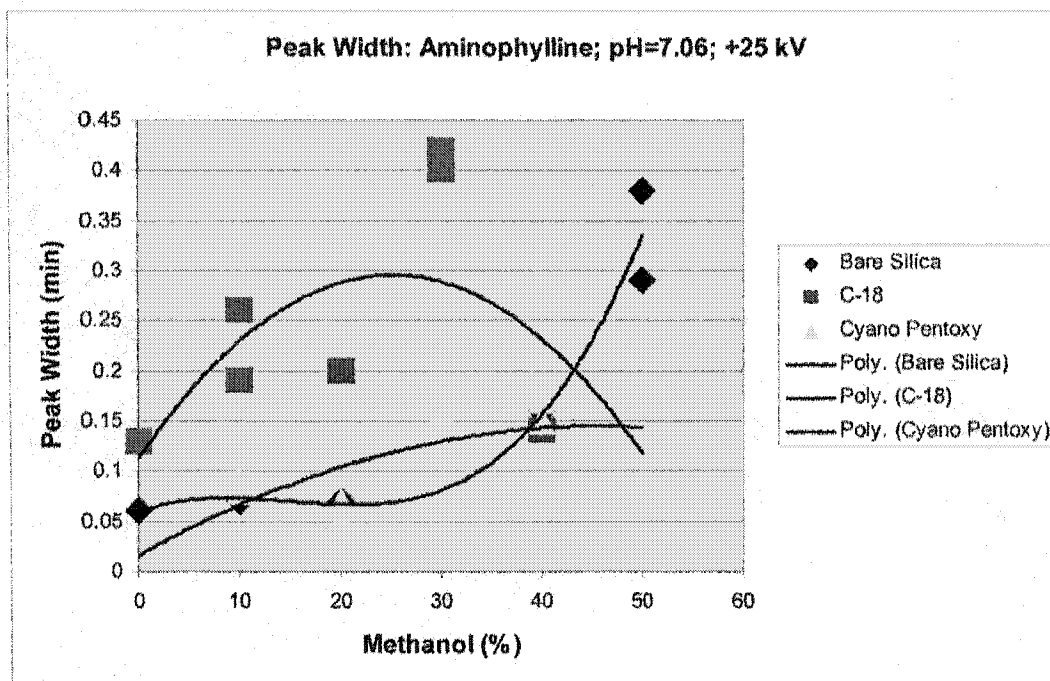 Peak Width: Aminophylline; pH=7.06; +25 kV
Peak Width (min)
0.45
0.4
0.35
0.3
0.25
0.2
0.15
0.1
0.05
0
0 10 20 30 40 50 60
Methanol (%)
Bare Silica
C-18
Cyano Pentoxy
Poly. (Bare Silica)
Poly. (C-18)
Poly. (Cyano Pentoxy)